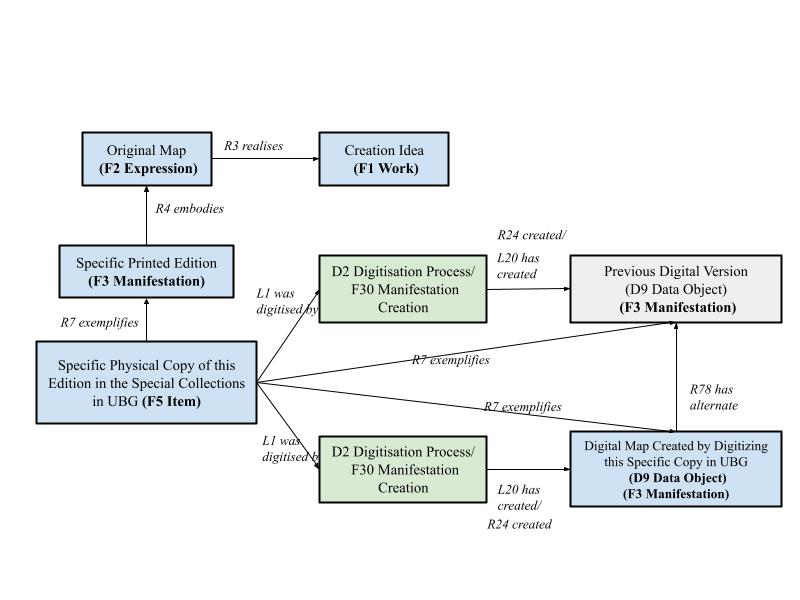 Original Map
(F2 Expression)
R3 realises
Creation Idea
(F1 Work)
R4 embodies
Specific Printed Edition
(F3 Manifestation)
R7 exemplifies
Specific Physical Copy of this
Edition in the Special Collections
in UBG (F5 Item)
L1 was
digitised by
D2 Digitisation Process/
F30 Manifestation
Creation
R24 created/
L20 has
created
Previous Digital Version
(D9 Data Object)
(F3 Manifestation)
R7 exemplifies
R7 exemplifies
R78 has
alternate
L1 was
digitised b
D2 Digitisation Process/
F30 Manifestation
Creation
L20 has
created/
R24 created
Digital Map Created by Digitizing
this Specific Copy in UBG
(D9 Data Object)
(F3 Manifestation)